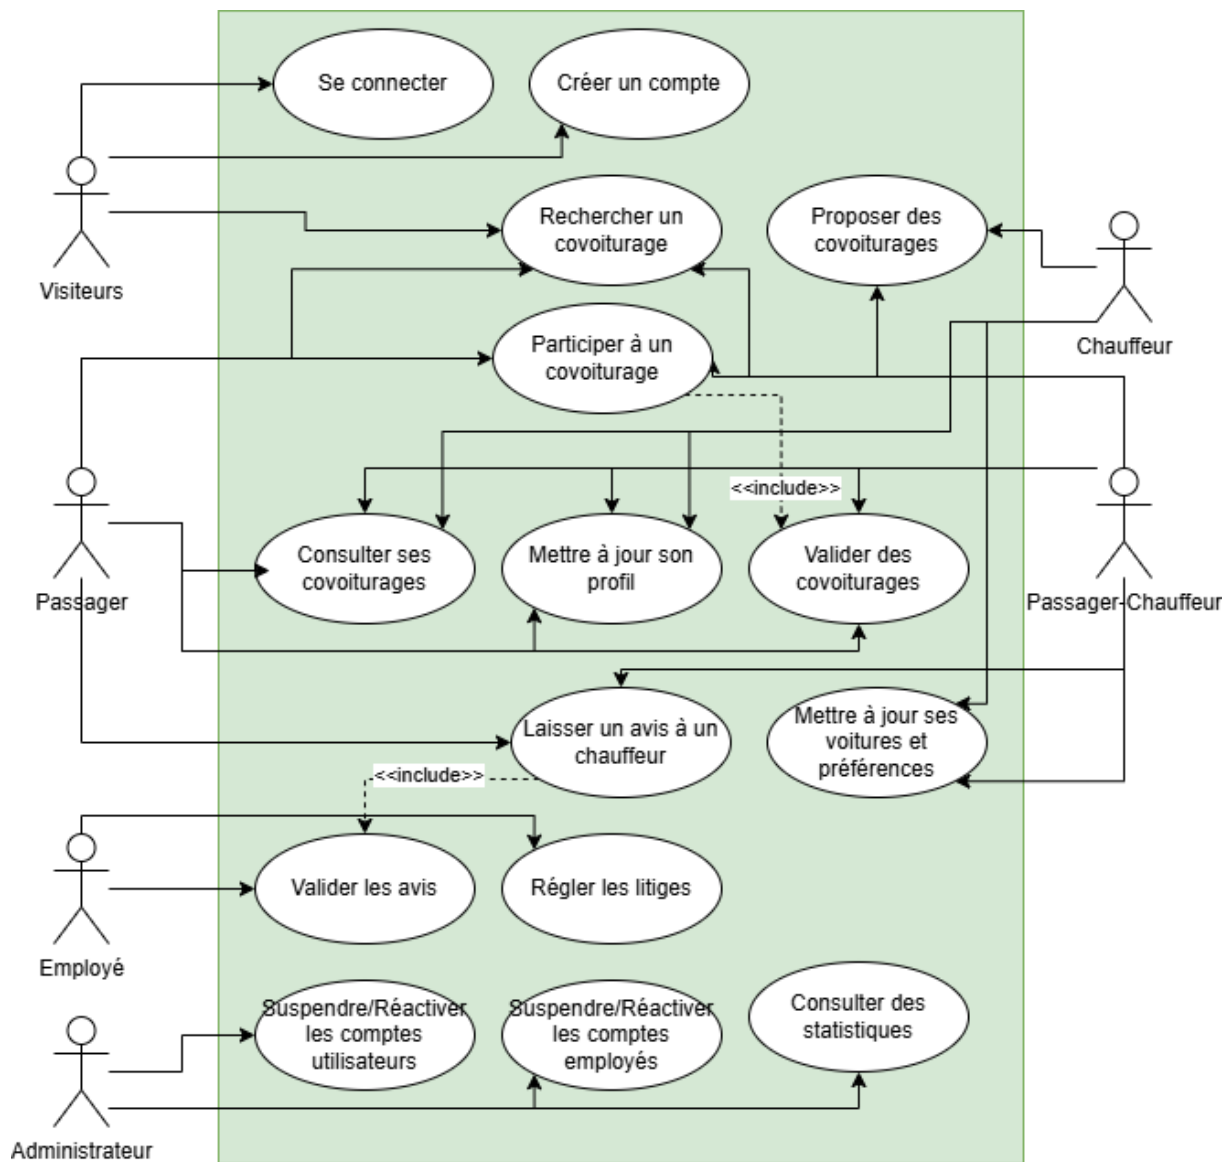 Se connecter
Créer un compte
Rechercher un
covoiturage
Proposer des
covoiturages
Visiteurs
Chauffeur
Participer à un
covoiturage
<<include>>
Consulter ses
covoiturages
Mettre à jour son
profil
Valider des
covoiturages
Passager
Passager-Chauffeur
Laisser un avis à un
chauffeur
Mettre à jour ses
voitures et
préférences
<<include>>
Valider les avis
Régler les litiges
Employé
Suspendre/Réactiver
les comptes
utilisateurs
Suspendre/Réactiver
les comptes
employés
Consulter des
statistiques
Administrateur